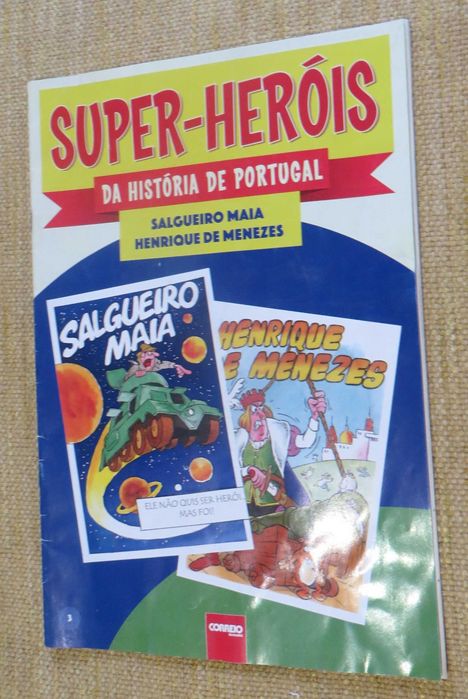 SUPER-HERÓIS
DA HISTÓRIA DE PORTUGAL
SALGUEIRO MAIA
HENRIQUE DE MENEZES
SALGUEIRO
MAIA
HENRIQUE
E MENEZES
ELE NÃO QUIS SER HERÓI...
MAS FOI!
3
CORREIO